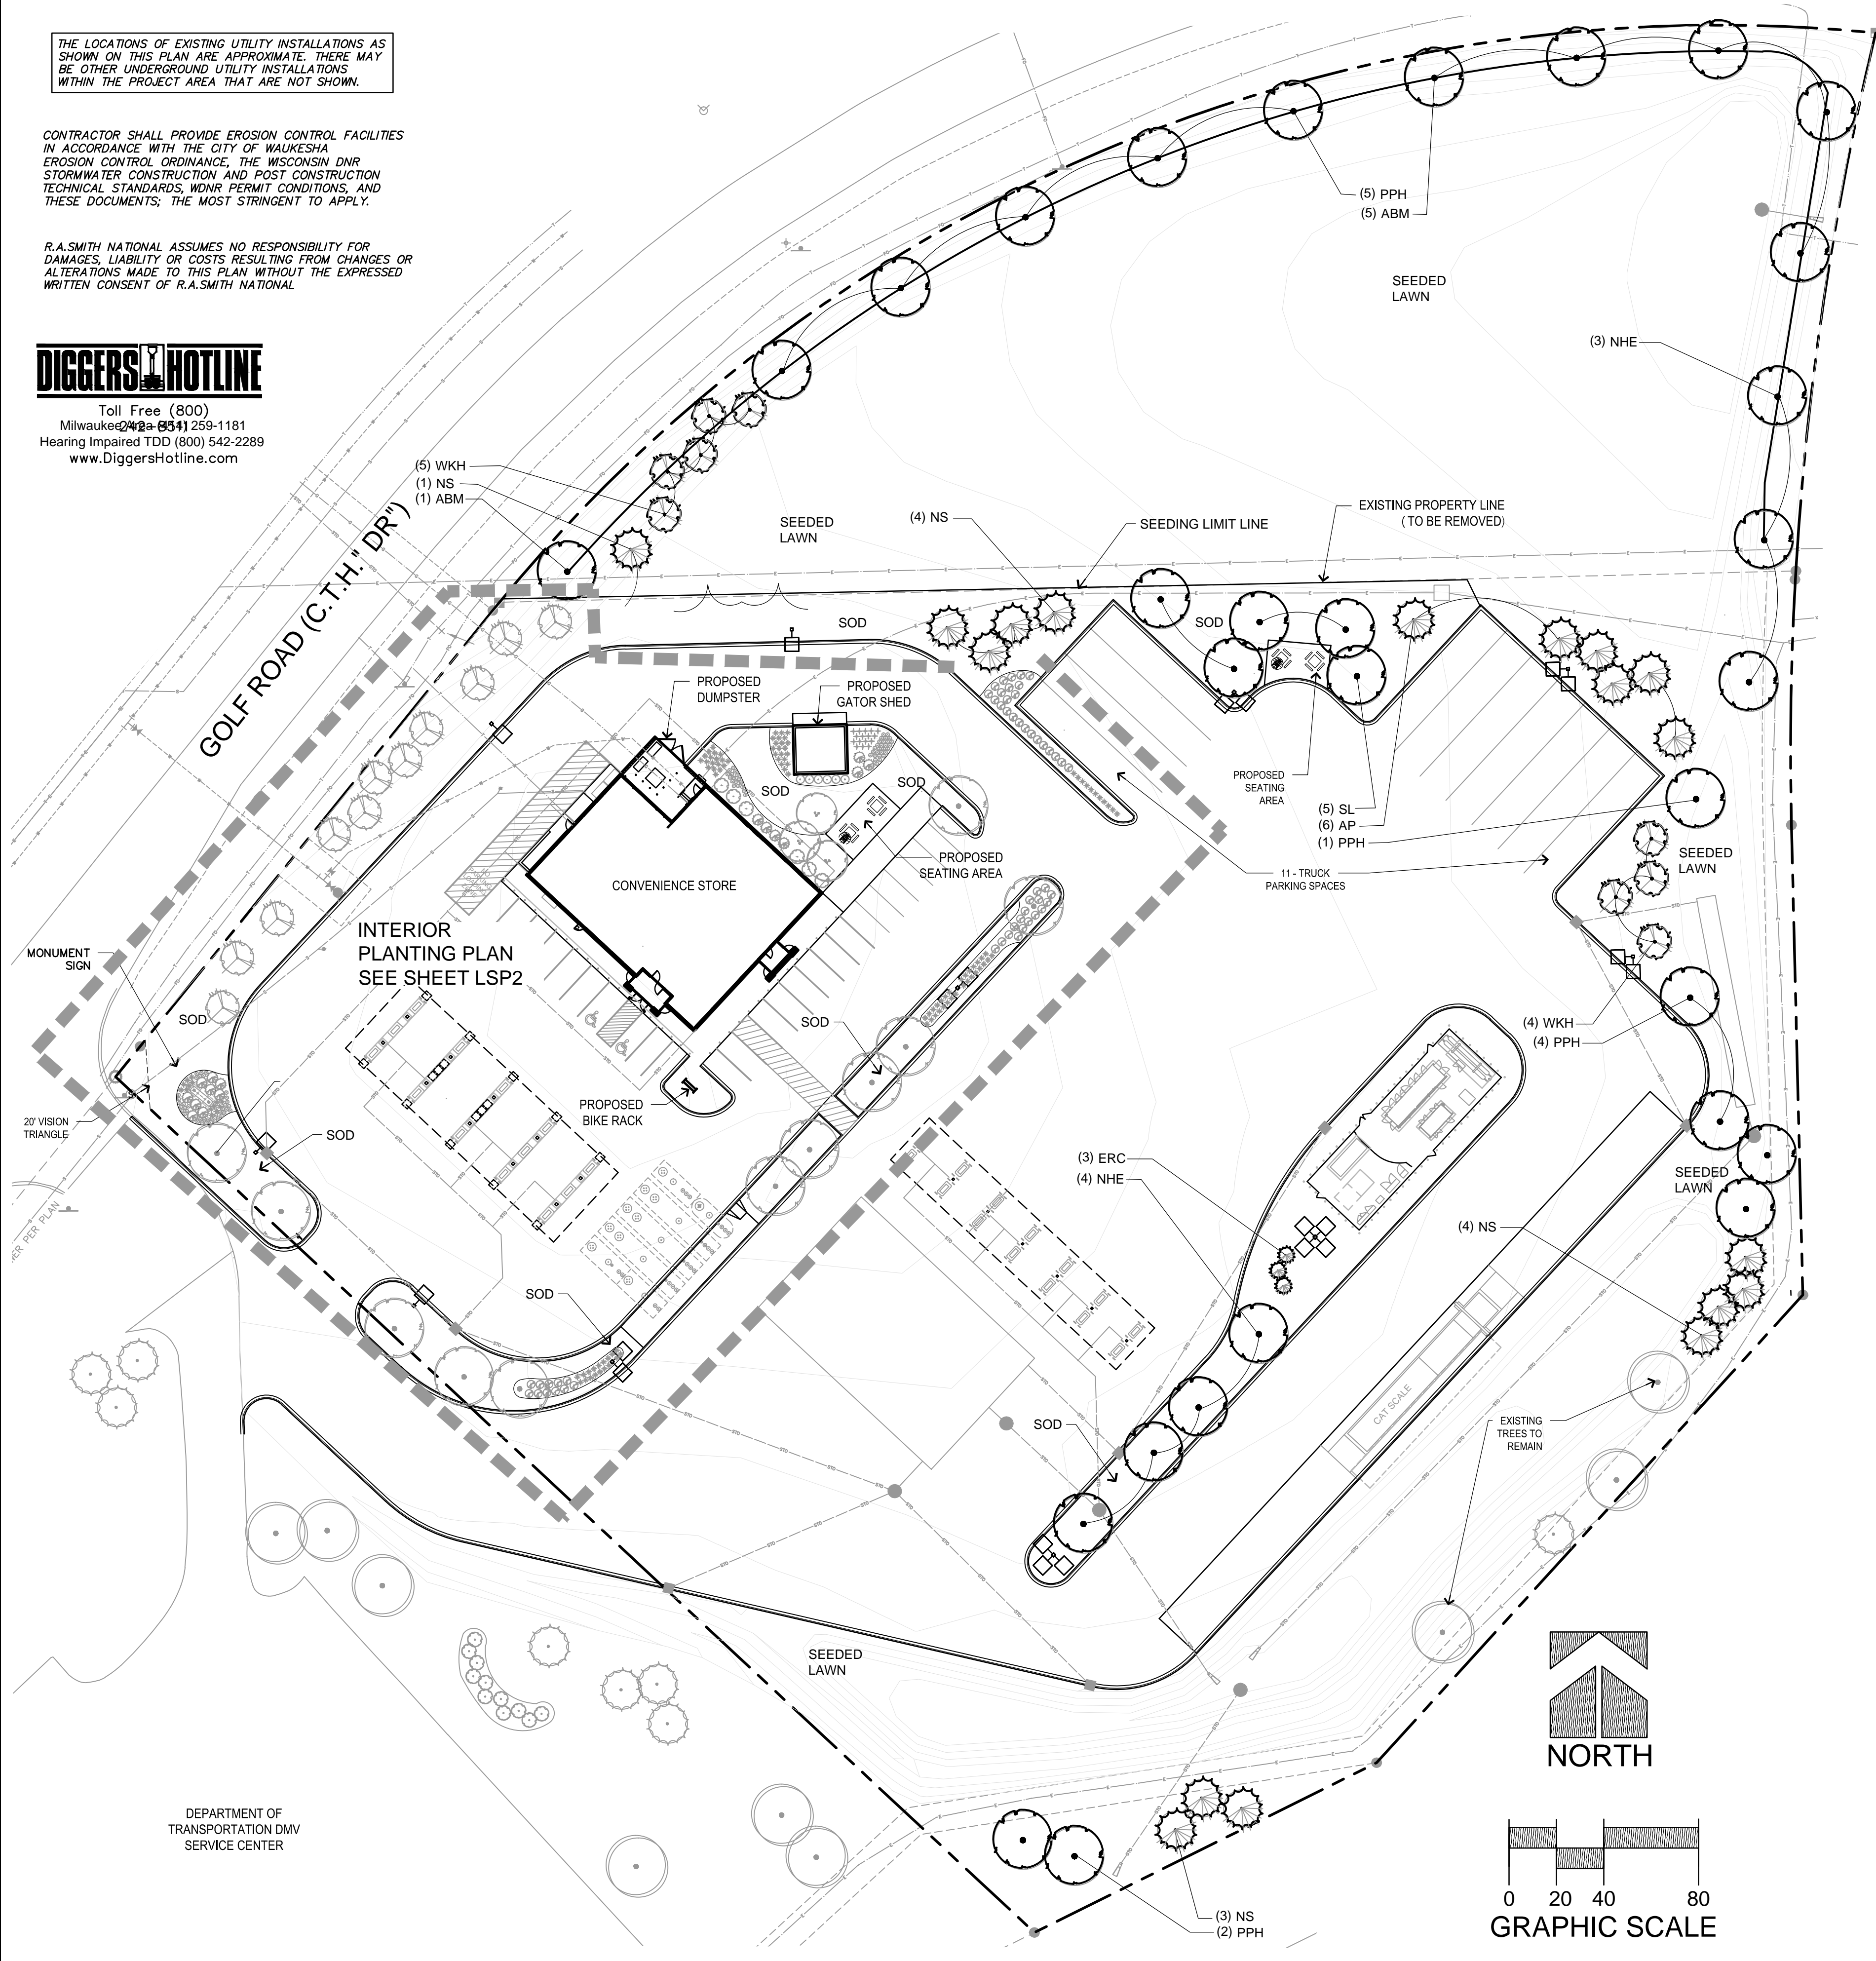 THE LOCATIONS OF EXISTING UTILITY INSTALLATIONS AS
SHOWN ON THIS PLAN ARE APPROXIMATE. THERE MAY
BE OTHER UNDERGROUND UTILITY INSTALLATIONS
WITHIN THE PROJECT AREA THAT ARE NOT SHOWN.
CONTRACTOR SHALL PROVIDE EROSION CONTROL FACILITIES
IN ACCORDANCE WITH THE CITY OF WAUKESHA
EROSION CONTROL ORDINANCE, THE WISCONSIN DNR
STORMWATER CONSTRUCTION AND POST CONSTRUCTION
TECHNICAL STANDARDS, WDNR PERMIT CONDITIONS, AND
THESE DOCUMENTS; THE MOST STRINGENT TO APPLY.
R.A.SMITH NATIONAL ASSUMES NO RESPONSIBILITY FOR
DAMAGES, LIABILITY OR COSTS RESULTING FROM CHANGES OR
ALTERATIONS MADE TO THIS PLAN WITHOUT THE EXPRESSED
WRITTEN CONSENT OF R.A.SMITH NATIONAL
DIGGERS HOTLINE
Toll Free (800)
Milwaukee Area 259-1181
Hearing Impaired TDD (800) 542-2289
www.DiggersHotline.com
(5) PPH
(5) ABM
SEEDED
LAWN
(3) NHE
(5) WKH
(1) NS
(1) ABM
GOLF ROAD (C.T.H." DR")
SEEDED
LAWN
(4) NS
SEEDING LIMIT LINE
EXISTING PROPERTY LINE
(TO BE REMOVED)
SOD
SOD
PROPOSED
DUMPSTER
PROPOSED
GATOR SHED
SOD
SOD
PROPOSED
SEATING
AREA
(5) SL
(6) AP
(1) PPH
PROPOSED
SEATING AREA
CONVENIENCE STORE
11 - TRUCK
PARKING SPACES
SEEDED
LAWN
INTERIOR
PLANTING PLAN
SEE SHEET LSP2
MONUMENT
SIGN
SOD
SOD
(4) WKH
(4) PPH
PROPOSED
BIKE RACK
20' VISION
TRIANGLE
SOD
(3) ERC
(4) NHE
SEEDED
LAWN
(4) NS
ER PER PLAN
SOD
CAT SCALE
SOD
EXISTING
TREES TO
REMAIN
SEEDED
LAWN
NORTH
DEPARTMENT OF
TRANSPORTATION DMV
SERVICE CENTER
0 20 40 80
GRAPHIC SCALE
(3) NS
(2) PPH